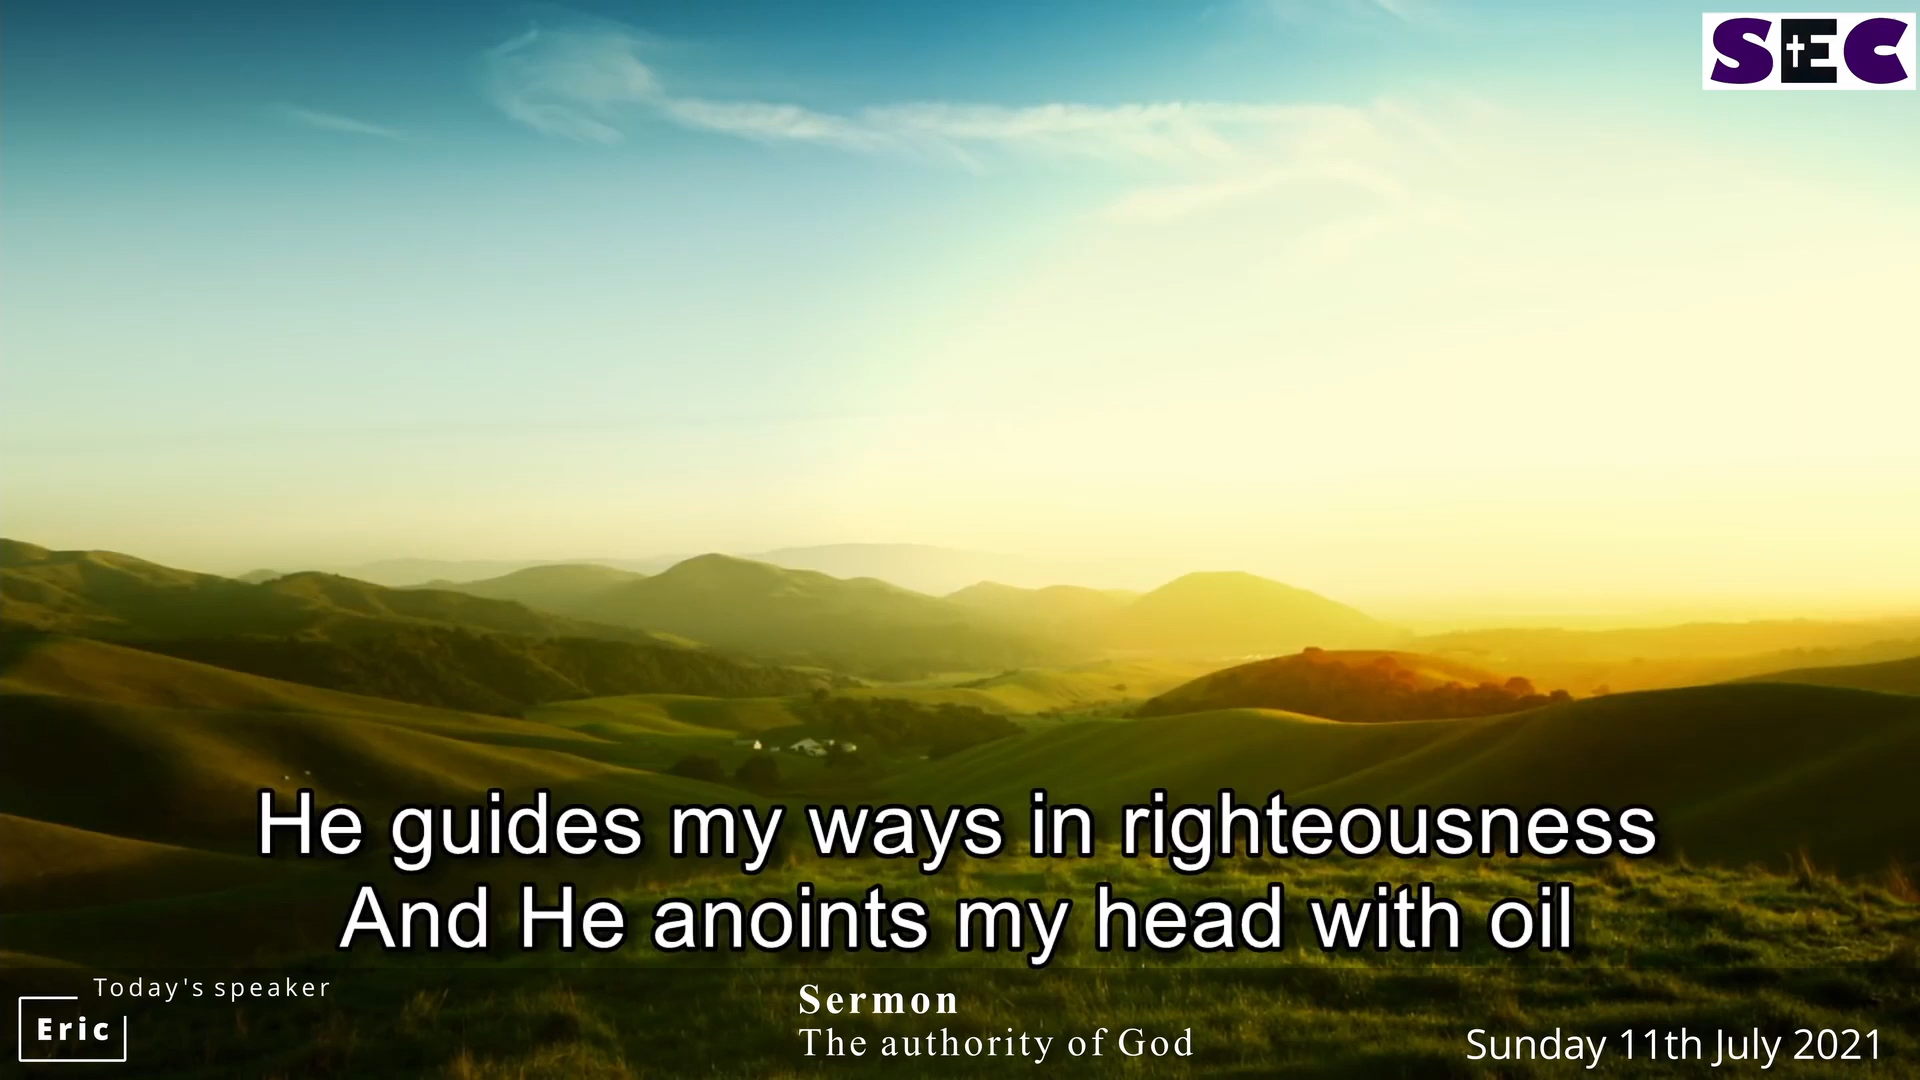 SEC
He guides my ways in righteousness
And He anoints my head with oil
Today's speaker
Eric
Sermon
The authority of God
Sunday 11th July 2021